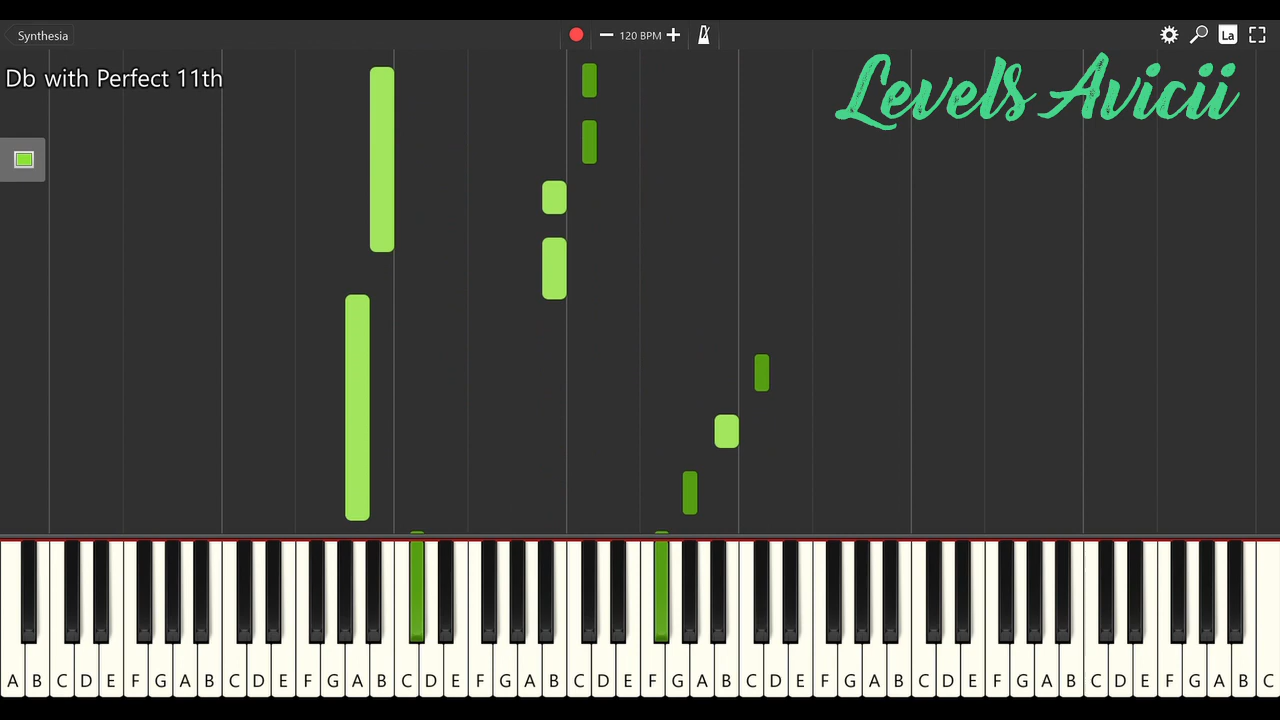 Synthesia
120 BPM
La
Db with Perfect 11th
Levels Avicii
A B C D E F G A B C D E F G A B C D E F G A B C D E F G A B C D E F G A B C D E F G A B C D E F G A B C